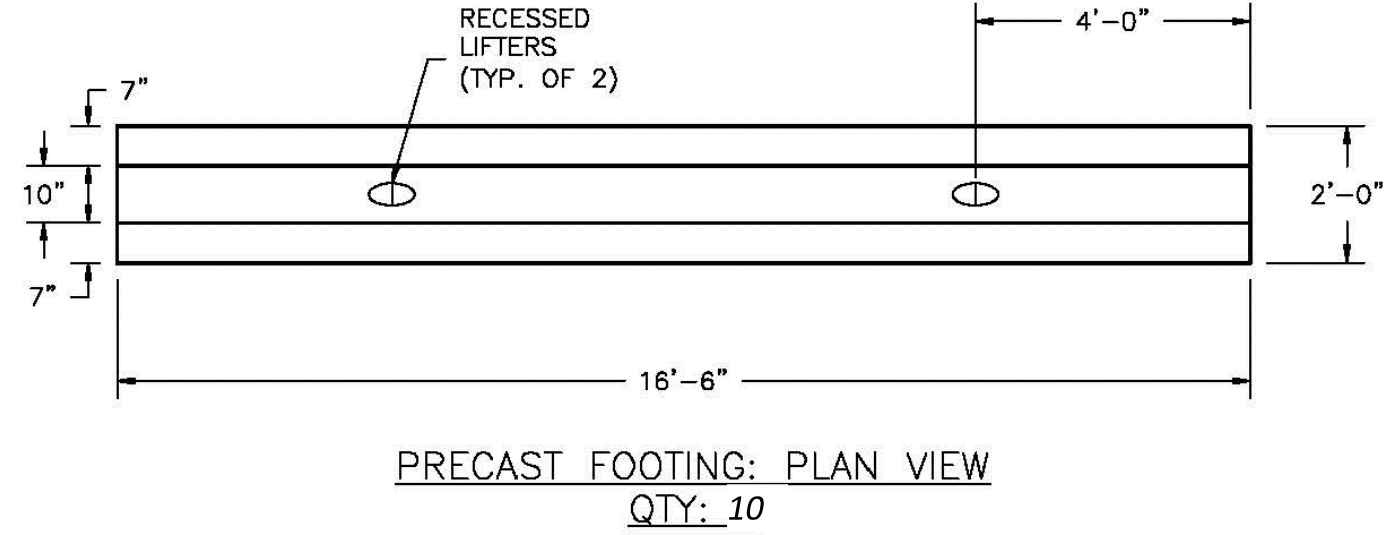 RECESSED
LIFTERS
(TYP. OF 2)
4'-0"
7"
10"
2'-0"
7"
16'-6"
PRECAST FOOTING: PLAN VIEW
QTY: 10